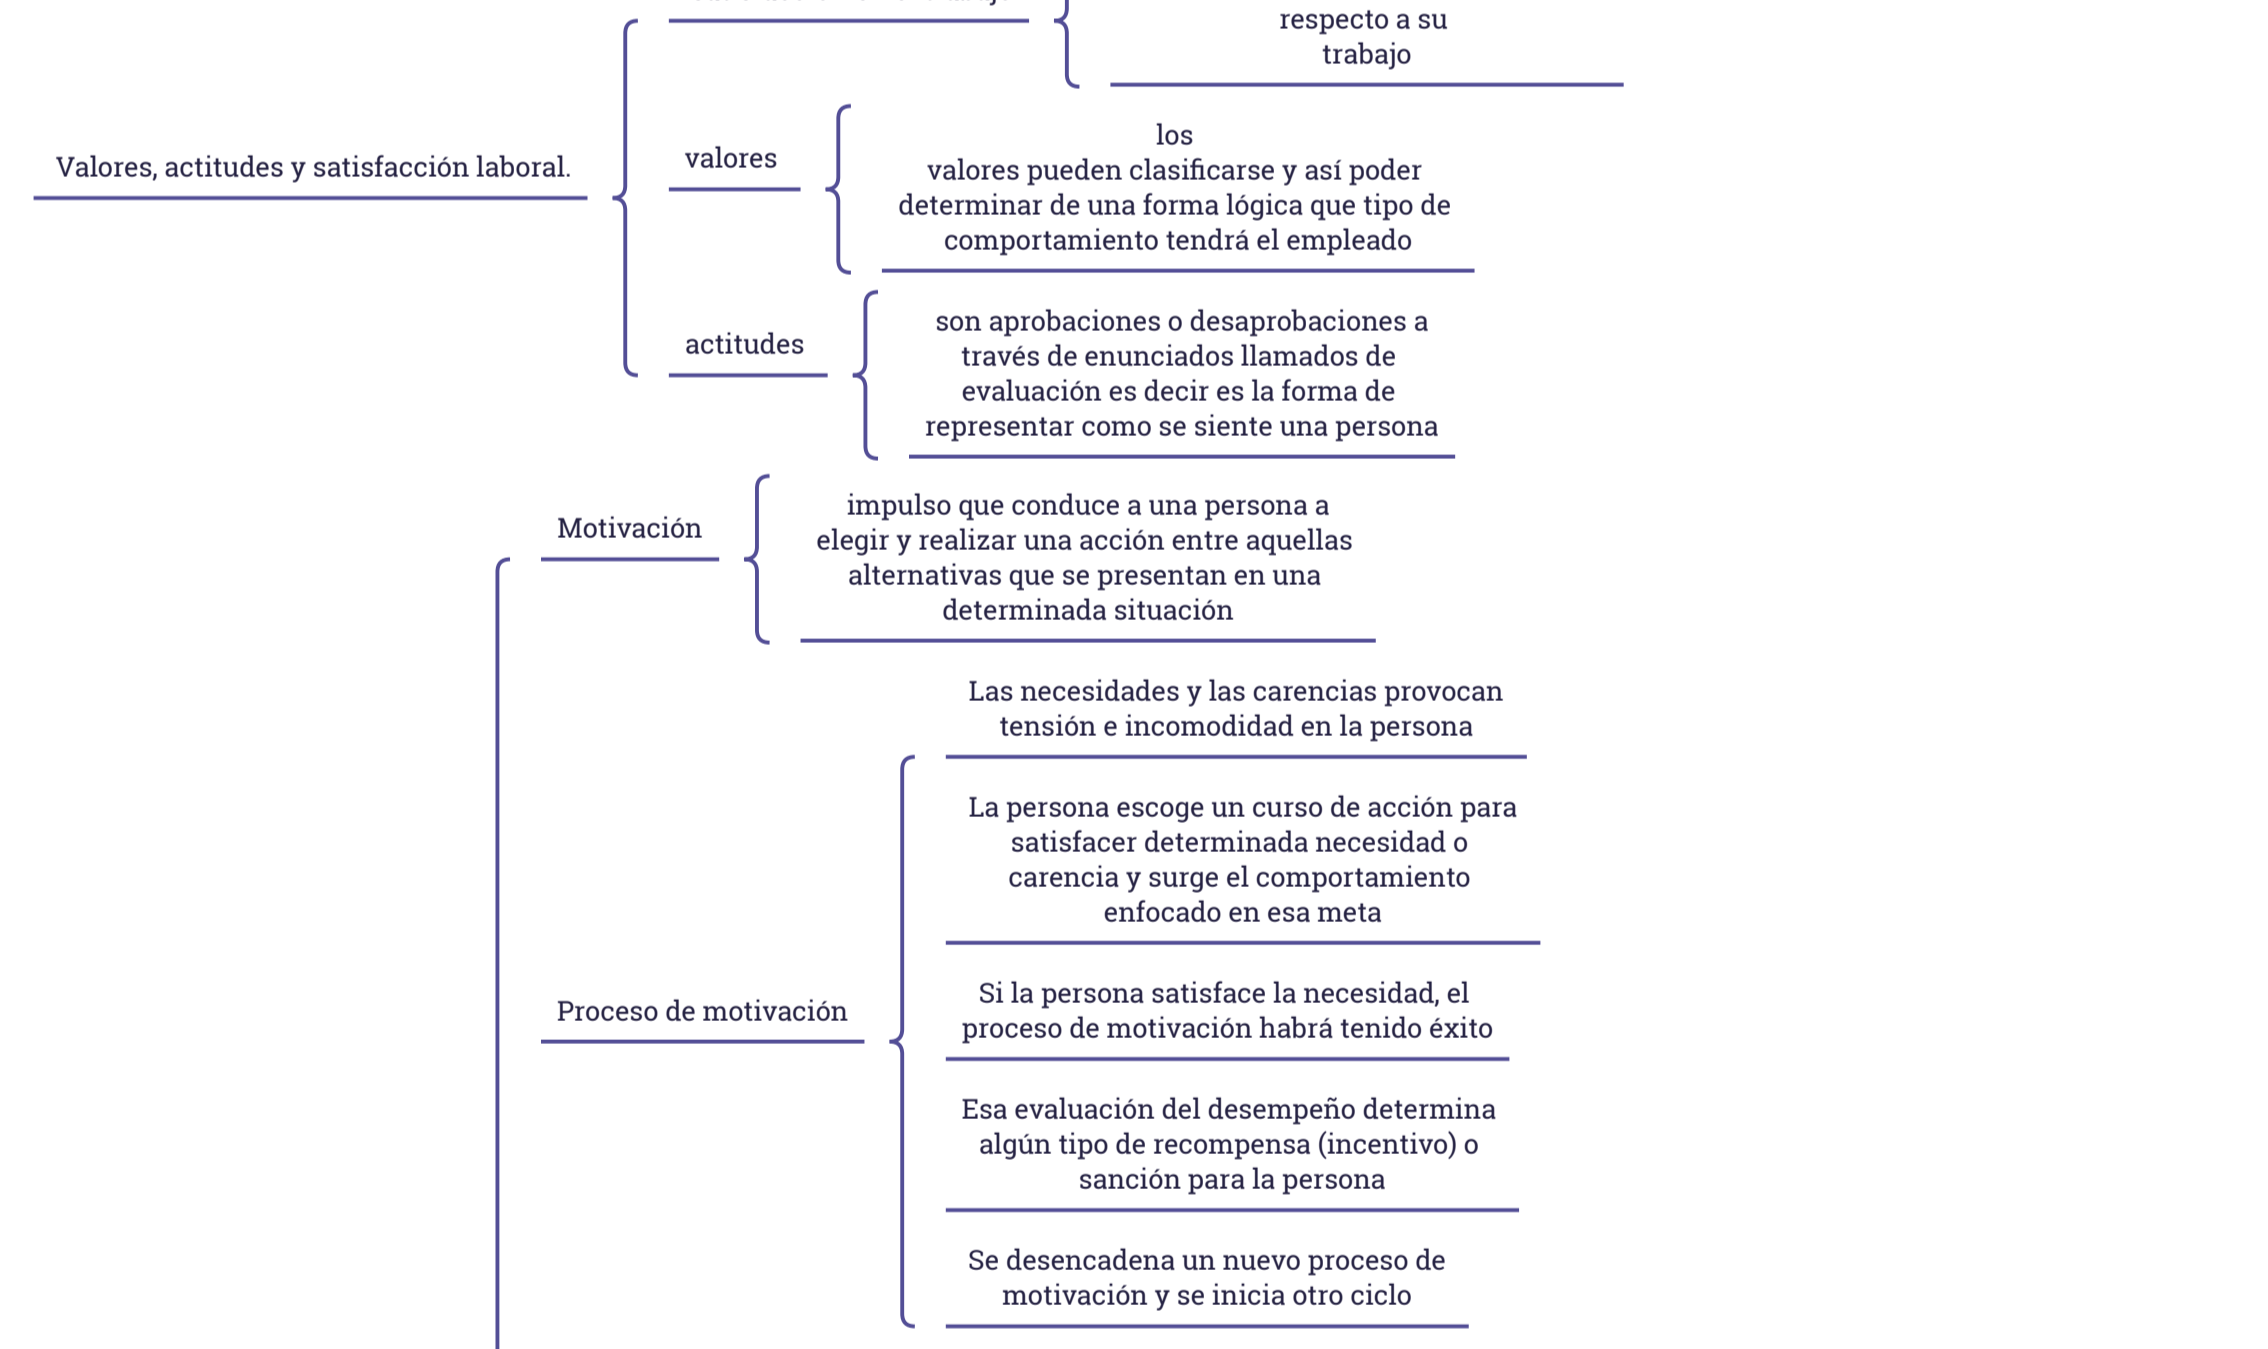 respecto a su
trabajo
Valores, actitudes y satisfacción laboral.
valores
los
valores pueden clasificarse y así poder
determinar de una forma lógica que tipo de
comportamiento tendrá el empleado
actitudes
son aprobaciones o desaprobaciones a
través de enunciados llamados de
evaluación es decir es la forma de
representar como se siente una persona
Motivación
impulso que conduce a una persona a
elegir y realizar una acción entre aquellas
alternativas que se presentan en una
determinada situación
Proceso de motivación
Las necesidades y las carencias provocan
tensión e incomodidad en la persona
La persona escoge un curso de acción para
satisfacer determinada necesidad o
carencia y surge el comportamiento
enfocado en esa meta
Si la persona satisface la necesidad, el
proceso de motivación habrá tenido éxito
Esa evaluación del desempeño determina
algún tipo de recompensa (incentivo) o
sanción para la persona
Se desencadena un nuevo proceso de
motivación y se inicia otro ciclo